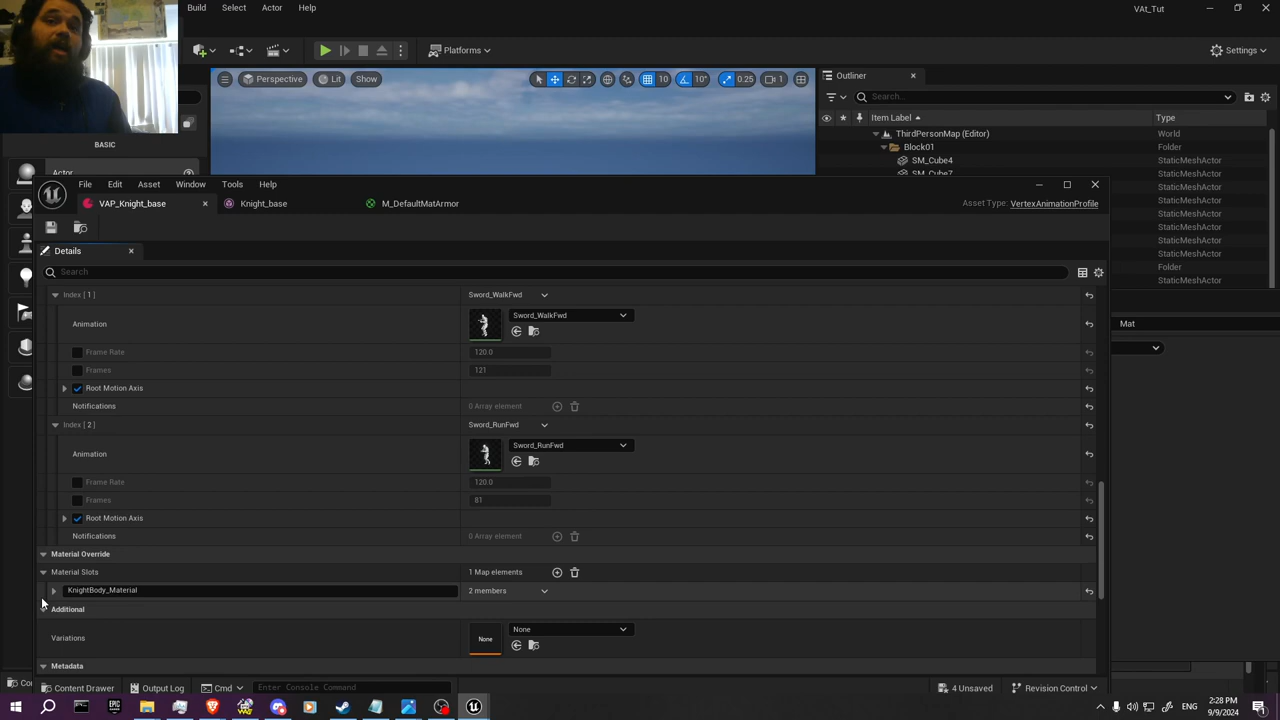 Build Select Actor Help VAt_Tut
Platforms Settings
Perspective Lit Show 10 10° 0.25 1 Outliner
Search...
Item Label Type
BASIC
ThirdPersonMap (Editor) World
Block01 Folder
SM_Cube4 StaticMeshActor
Actor
SM_Cube7 StaticMeshActor
File Edit Asset Window Tools Help
StaticMeshActor
VAP_Knight_base Knight_base M_DefaultMatArmor Asset Type: VertexAnimationProfile
StaticMeshActor
StaticMeshActor
StaticMeshActor
StaticMeshActor
Details
Folder
Search
StaticMeshActor
Index [ 1 ] Sword_WalkFwd
Animation Sword_WalkFwd
Mat
Frame Rate 120.0
Frames 121
Root Motion Axis
Notifications 0 Array element
Index [ 2 ] Sword_RunFwd
Animation Sword_RunFwd
Frame Rate 120.0
Frames 81
Root Motion Axis
Notifications 0 Array element
Material Override
Material Slots 1 Map elements
KnightBody_Material 2 members
Additional
Variations None None
Metadata
Co Content Drawer Output Log Cmd Enter Console Command 4 Unsaved Revision Control
2:28 PM
9/9/2024